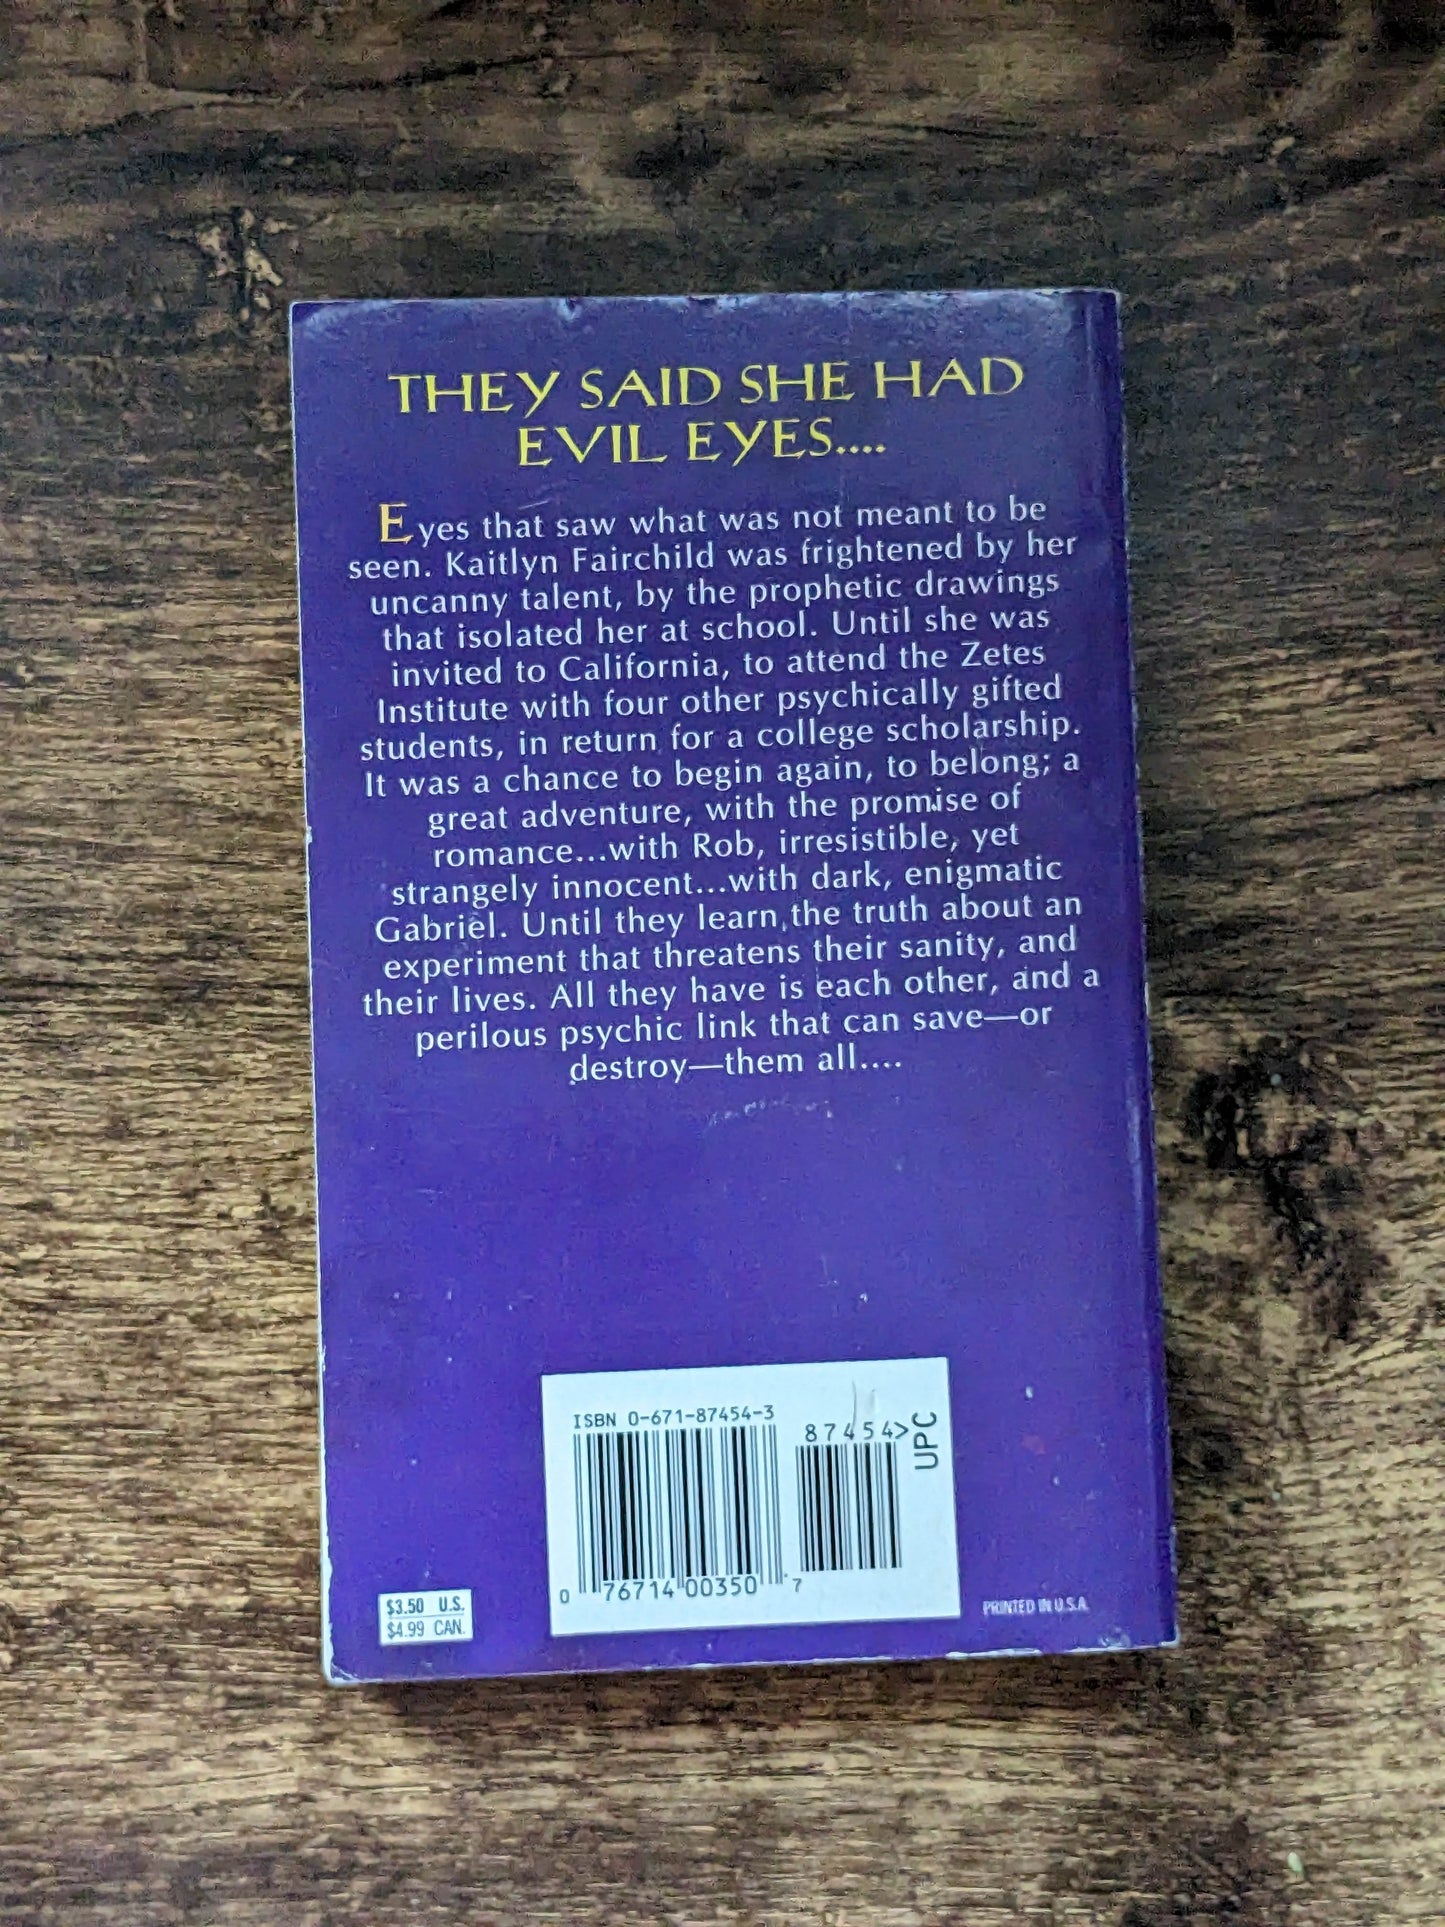 THEY SAID SHE HAD
EVIL EYES....
Eyes that saw what was not meant to be
seen. Kaitlyn Fairchild was frightened by her
uncanny talent, by the prophetic drawings
that isolated her at school. Until she was
invited to California, to attend the Zetes
Institute with four other psychically gifted
students, in return for a college scholarship.
It was a chance to begin again, to belong; a
great adventure, with the promise of
romance...with Rob, irresistible, yet
strangely innocent...with dark, enigmatic
Gabriel. Until they learn the truth about an
experiment that threatens their sanity, and
their lives. All they have is each other, and a
perilous psychic link that can save—or
destroy—them all....
ISBN 0-671-87454-3
87454>
UPC
0 76714 00350 7
$3.50 U.S.
$4.99 CAN.
PRINTED IN U.S.A.